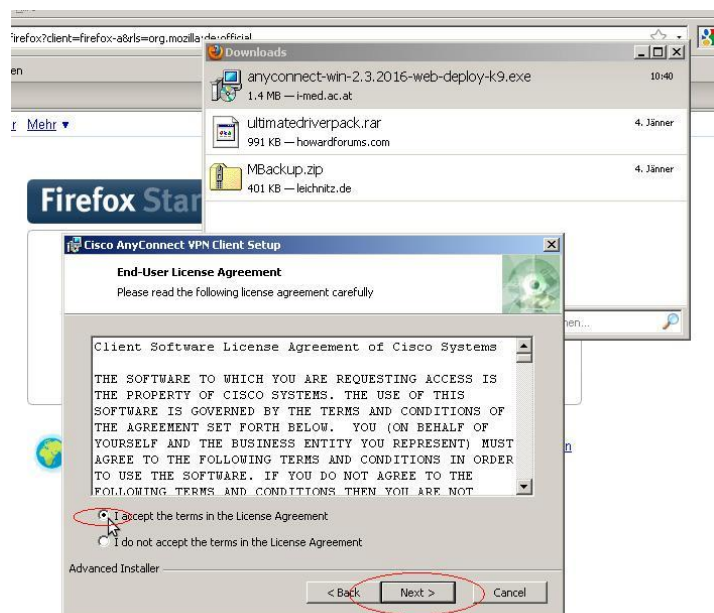 irefox?client=firefox-a&rls=org.mozilla:de:official
en
Mehr ▼
Firefox Star
Downloads
anyconnect-win-2.3.2016-web-deploy-k9.exe
10:40
1.4 MB — i-med.ac.at
ultimatedriverpack.rar
4. Jänner
991 KB — howardforums.com
MBackup.zip
4. Jänner
401 KB — leichnitz.de
hen...
Cisco AnyConnect VPN Client Setup
End-User License Agreement
Please read the following license agreement carefully
Client Software License Agreement of Cisco Systems
THE SOFTWARE TO WHICH YOU ARE REQUESTING ACCESS IS
THE PROPERTY OF CISCO SYSTEMS. THE USE OF THIS
SOFTWARE IS GOVERNED BY THE TERMS AND CONDITIONS OF
THE AGREEMENT SET FORTH BELOW. YOU (ON BEHALF OF
YOURSELF AND THE BUSINESS ENTITY YOU REPRESENT) MUST
AGREE TO THE FOLLOWING TERMS AND CONDITIONS IN ORDER
TO USE THE SOFTWARE. IF YOU DO NOT AGREE TO THE
FOLLOWING TERMS AND CONDITIONS THEN YOU ARE NOT
I accept the terms in the License Agreement
I do not accept the terms in the License Agreement
Advanced Installer
< Back
Next >
Cancel
n